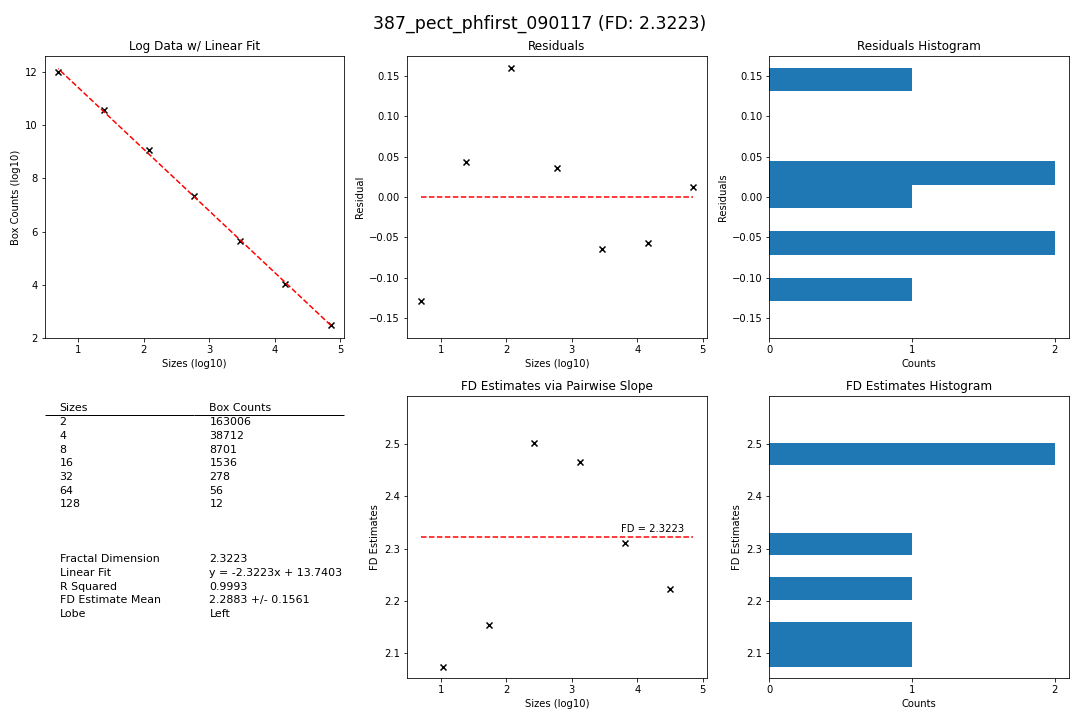 387_pect_phfirst_090117 (FD: 2.3223)
Log Data w/ Linear Fit
Box Counts (log10)
12
10
8
6
4
2
1 2 3 4 5
Sizes (log10)
Residuals
Residual
0.15
0.10
0.05
0.00
−0.05
−0.10
−0.15
1 2 3 4 5
Sizes (log10)
Residuals Histogram
Residuals
0.15
0.10
0.05
0.00
−0.05
−0.10
−0.15
0 1 2
Counts
Sizes Box Counts
2 163006
4 38712
8 8701
16 1536
32 278
64 56
128 12
Fractal Dimension 2.3223
Linear Fit y = -2.3223x + 13.7403
R Squared 0.9993
FD Estimate Mean 2.2883 +/- 0.1561
Lobe Left
FD Estimates via Pairwise Slope
FD Estimates
2.5
2.4
2.3
2.2
2.1
FD = 2.3223
1 2 3 4 5
Sizes (log10)
FD Estimates Histogram
FD Estimates
2.5
2.4
2.3
2.2
2.1
0 1 2
Counts